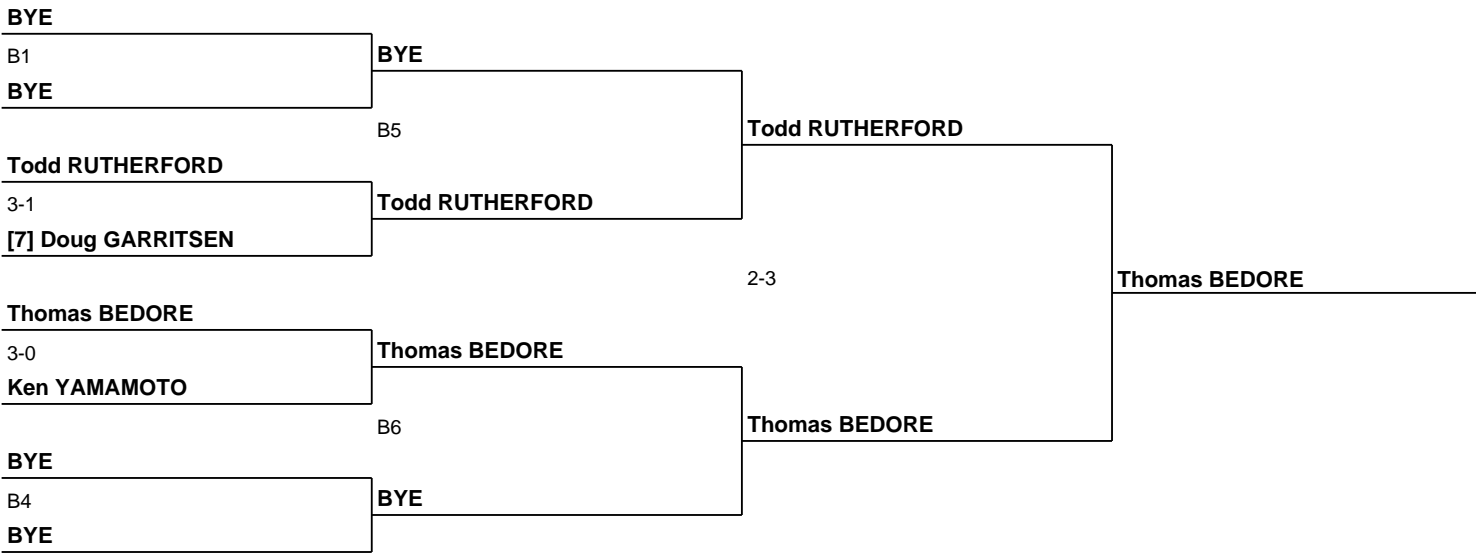 BYE
B1
BYE
BYE
B5
Todd RUTHERFORD
Todd RUTHERFORD
3-1
Todd RUTHERFORD
[7] Doug GARRITSEN
2-3
Thomas BEDORE
Thomas BEDORE
3-0
Thomas BEDORE
Ken YAMAMOTO
B6
Thomas BEDORE
BYE
B4
BYE
BYE